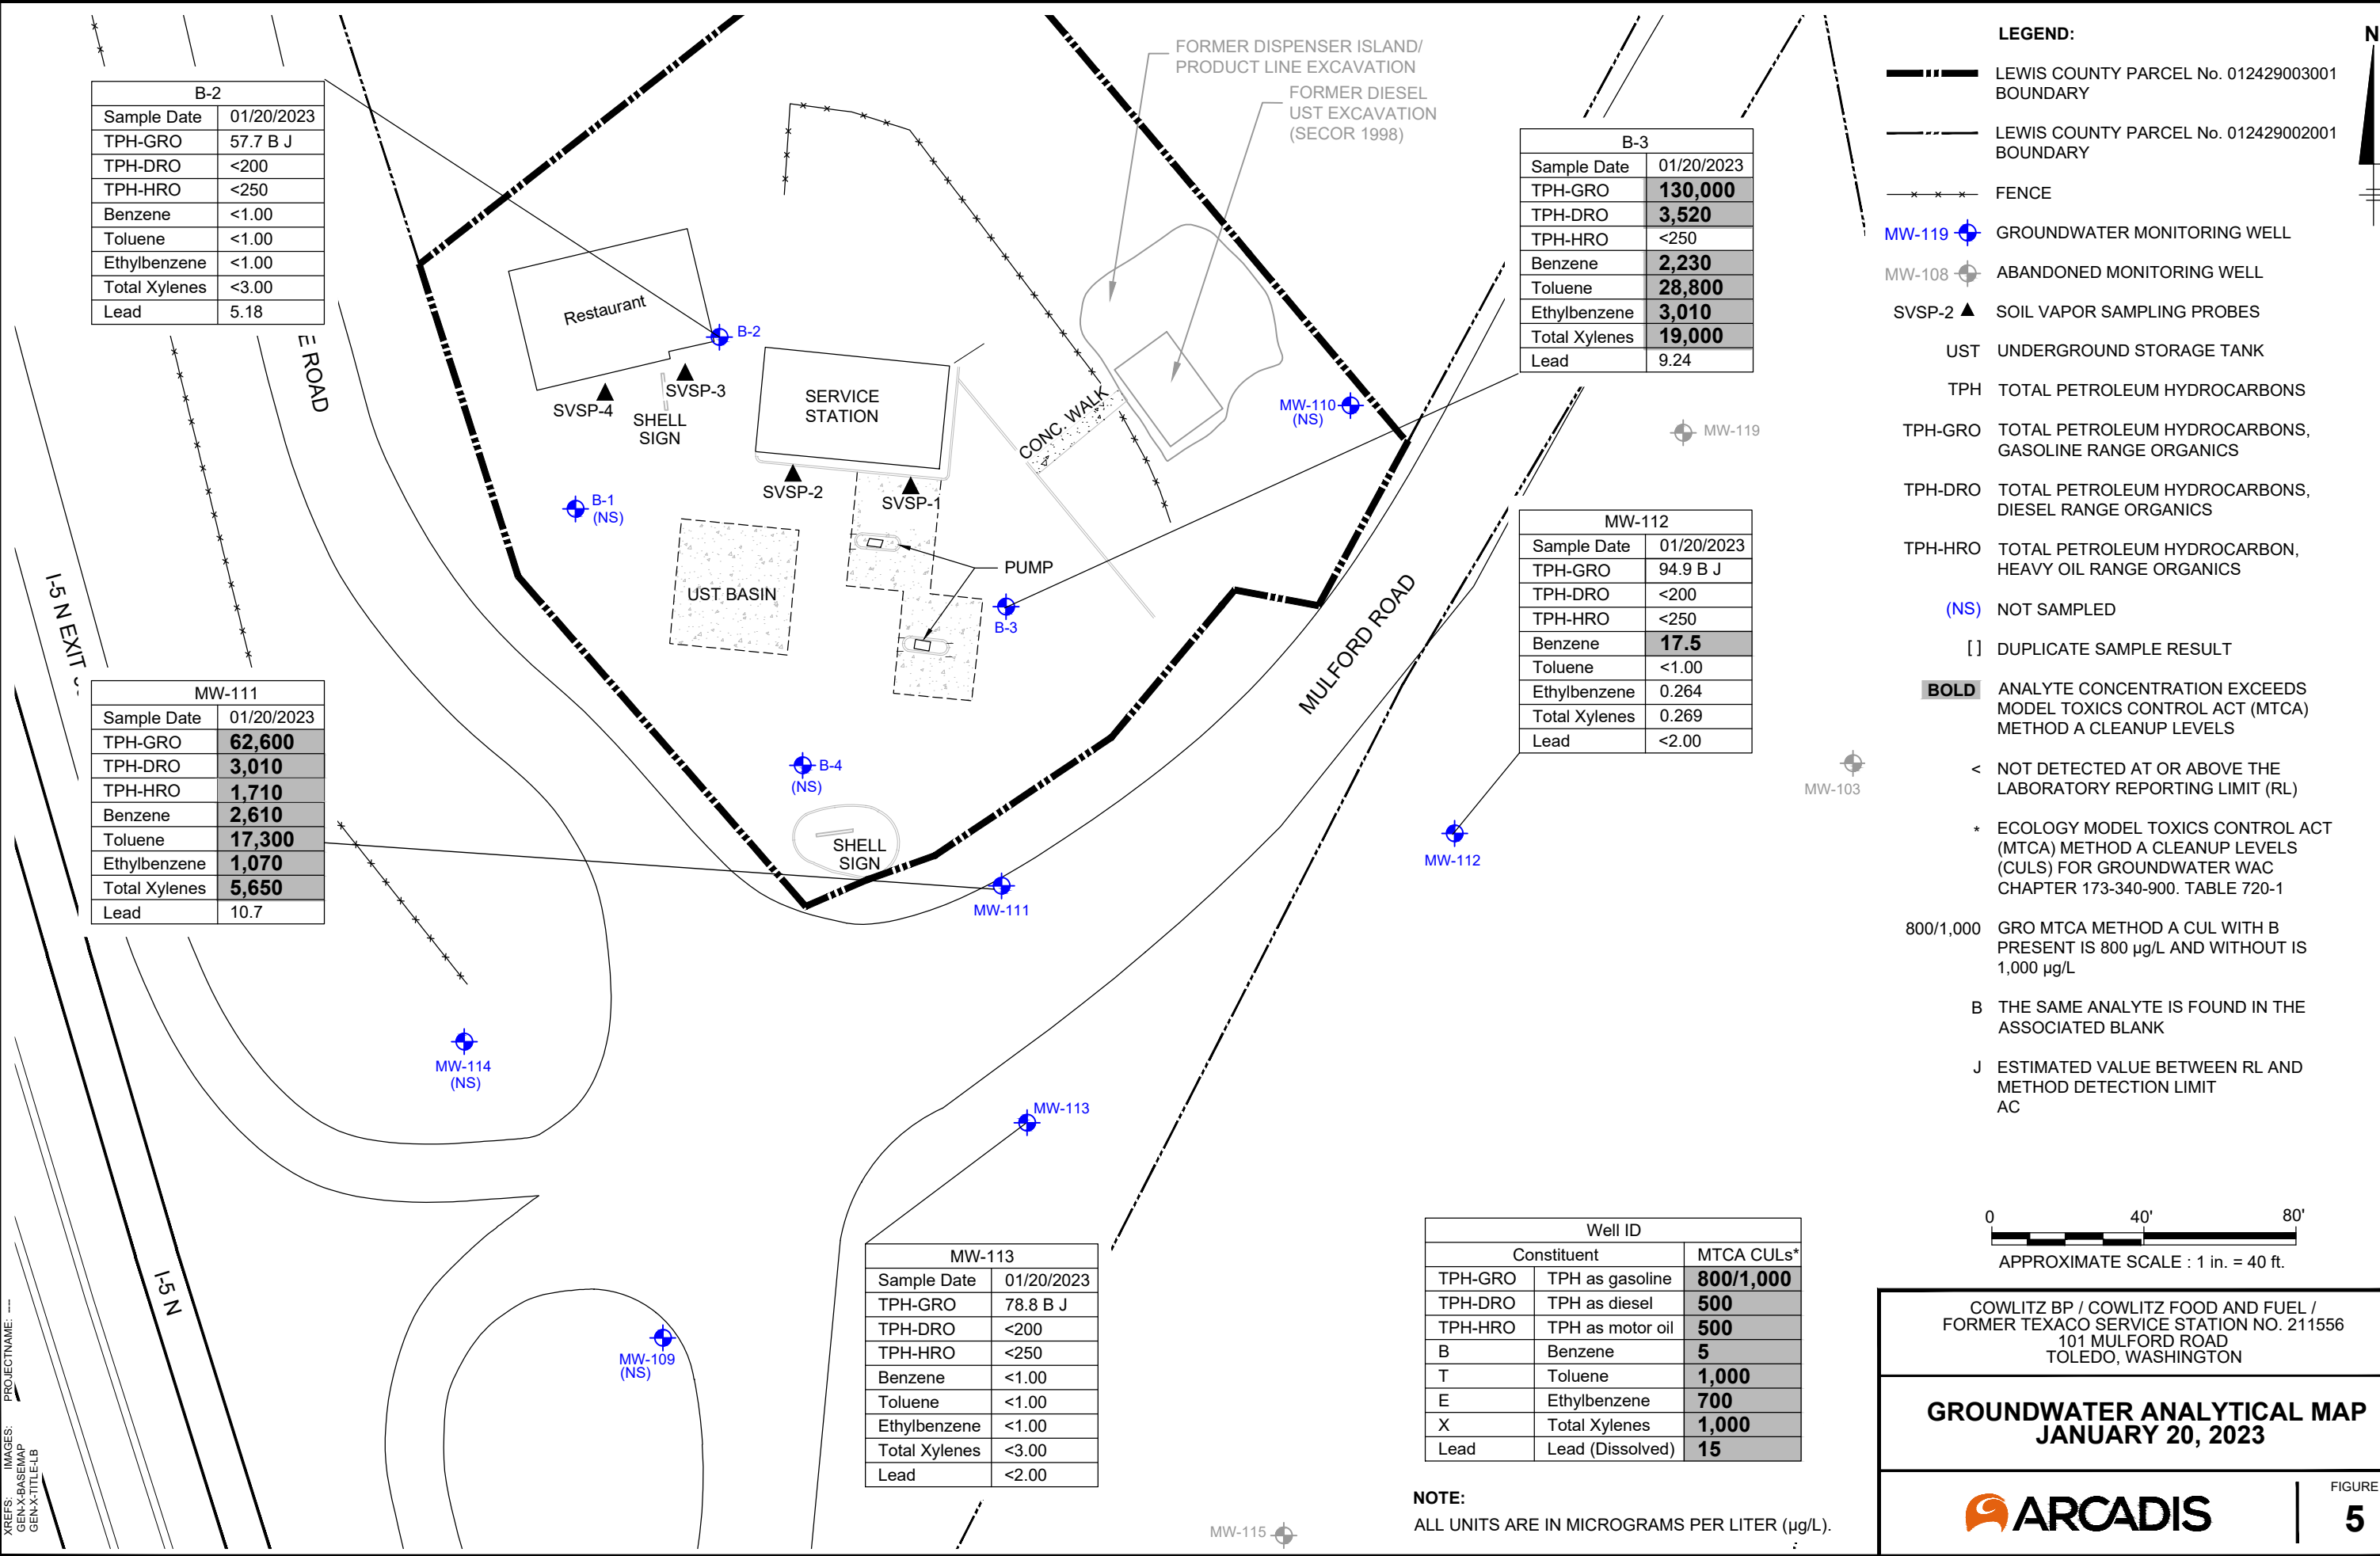 FORMER DISPENSER ISLAND/
PRODUCT LINE EXCAVATION
FORMER DIESEL
UST EXCAVATION
(SECOR 1998)
B-2
Sample Date 01/20/2023
TPH-GRO 57.7 B J
TPH-DRO <200
TPH-HRO <250
Benzene <1.00
Toluene <1.00
Ethylbenzene <1.00
Total Xylenes <3.00
Lead 5.18
B-3
Sample Date 01/20/2023
TPH-GRO 130,000
TPH-DRO 3,520
TPH-HRO <250
Benzene 2,230
Toluene 28,800
Ethylbenzene 3,010
Total Xylenes 19,000
Lead 9.24
E ROAD
Restaurant
B-2
SVSP-3
SVSP-4
SHELL
SIGN
SERVICE
STATION
CONC. WALK
MW-110
(NS)
MW-119
SVSP-2
SVSP-1
B-1
(NS)
UST BASIN
PUMP
B-3
I-5 N EXIT
MULFORD ROAD
MW-112
Sample Date 01/20/2023
TPH-GRO 94.9 B J
TPH-DRO <200
TPH-HRO <250
Benzene 17.5
Toluene <1.00
Ethylbenzene 0.264
Total Xylenes 0.269
Lead <2.00
MW-111
Sample Date 01/20/2023
TPH-GRO 62,600
TPH-DRO 3,010
TPH-HRO 1,710
Benzene 2,610
Toluene 17,300
Ethylbenzene 1,070
Total Xylenes 5,650
Lead 10.7
B-4
(NS)
SHELL
SIGN
MW-103
MW-112
MW-111
MW-114
(NS)
MW-113
I-5 N
MW-109
(NS)
MW-113
Sample Date 01/20/2023
TPH-GRO 78.8 B J
TPH-DRO <200
TPH-HRO <250
Benzene <1.00
Toluene <1.00
Ethylbenzene <1.00
Total Xylenes <3.00
Lead <2.00
MW-115
Well ID
Constituent MTCA CULs*
TPH-GRO TPH as gasoline 800/1,000
TPH-DRO TPH as diesel 500
TPH-HRO TPH as motor oil 500
B Benzene 5
T Toluene 1,000
E Ethylbenzene 700
X Total Xylenes 1,000
Lead Lead (Dissolved) 15
NOTE:
ALL UNITS ARE IN MICROGRAMS PER LITER (µg/L).
XREFS: IMAGES: PROJECTNAME: ----
GEN-X-BASEMAP
GEN-X-TITLE-LB
LEGEND:
N
LEWIS COUNTY PARCEL No. 012429003001
BOUNDARY
LEWIS COUNTY PARCEL No. 012429002001
BOUNDARY
FENCE
MW-119 GROUNDWATER MONITORING WELL
MW-108 ABANDONED MONITORING WELL
SVSP-2 SOIL VAPOR SAMPLING PROBES
UST UNDERGROUND STORAGE TANK
TPH TOTAL PETROLEUM HYDROCARBONS
TPH-GRO TOTAL PETROLEUM HYDROCARBONS,
GASOLINE RANGE ORGANICS
TPH-DRO TOTAL PETROLEUM HYDROCARBONS,
DIESEL RANGE ORGANICS
TPH-HRO TOTAL PETROLEUM HYDROCARBON,
HEAVY OIL RANGE ORGANICS
(NS) NOT SAMPLED
[ ] DUPLICATE SAMPLE RESULT
BOLD ANALYTE CONCENTRATION EXCEEDS
MODEL TOXICS CONTROL ACT (MTCA)
METHOD A CLEANUP LEVELS
< NOT DETECTED AT OR ABOVE THE
LABORATORY REPORTING LIMIT (RL)
* ECOLOGY MODEL TOXICS CONTROL ACT
(MTCA) METHOD A CLEANUP LEVELS
(CULS) FOR GROUNDWATER WAC
CHAPTER 173-340-900. TABLE 720-1
800/1,000 GRO MTCA METHOD A CUL WITH B
PRESENT IS 800 µg/L AND WITHOUT IS
1,000 µg/L
B THE SAME ANALYTE IS FOUND IN THE
ASSOCIATED BLANK
J ESTIMATED VALUE BETWEEN RL AND
METHOD DETECTION LIMIT
AC
0 40' 80'
APPROXIMATE SCALE : 1 in. = 40 ft.
COWLITZ BP / COWLITZ FOOD AND FUEL /
FORMER TEXACO SERVICE STATION NO. 211556
101 MULFORD ROAD
TOLEDO, WASHINGTON
GROUNDWATER ANALYTICAL MAP
JANUARY 20, 2023
ARCADIS
FIGURE
5